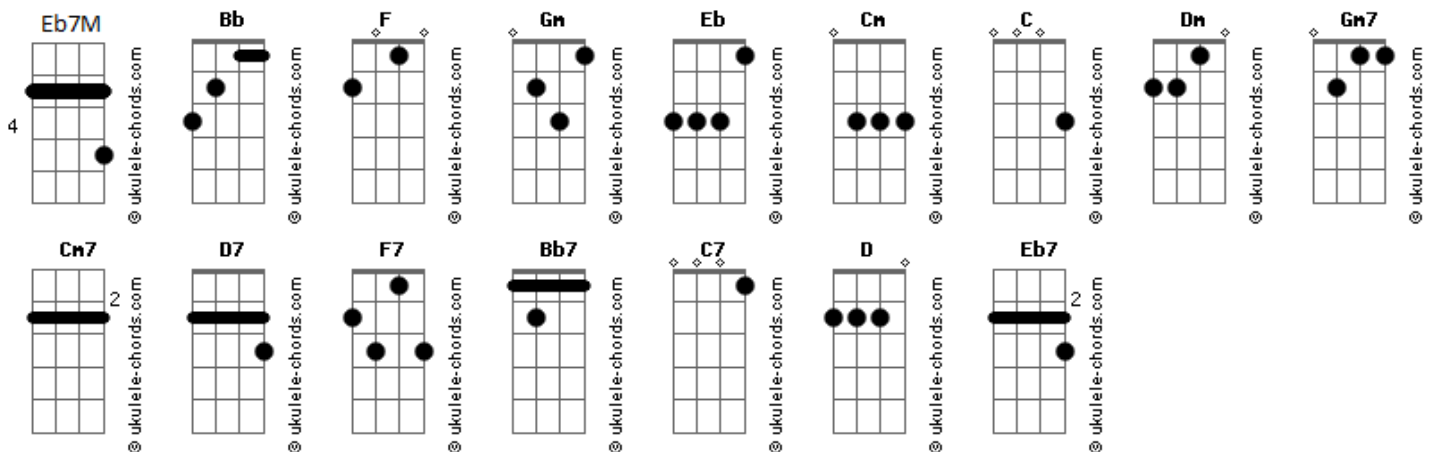 Eb7M Bb F Gm Eb Cm C Dm Gm7
4
© ukulele-chords.com © ukulele-chords.com © ukulele-chords.com © ukulele-chords.com © ukulele-chords.com © ukulele-chords.com © ukulele-chords.com © ukulele-chords.com © ukulele-chords.com
Cm7 D7 F7 Bb7 C7 D Eb7
2 2
© ukulele-chords.com © ukulele-chords.com © ukulele-chords.com © ukulele-chords.com © ukulele-chords.com © ukulele-chords.com © ukulele-chords.com